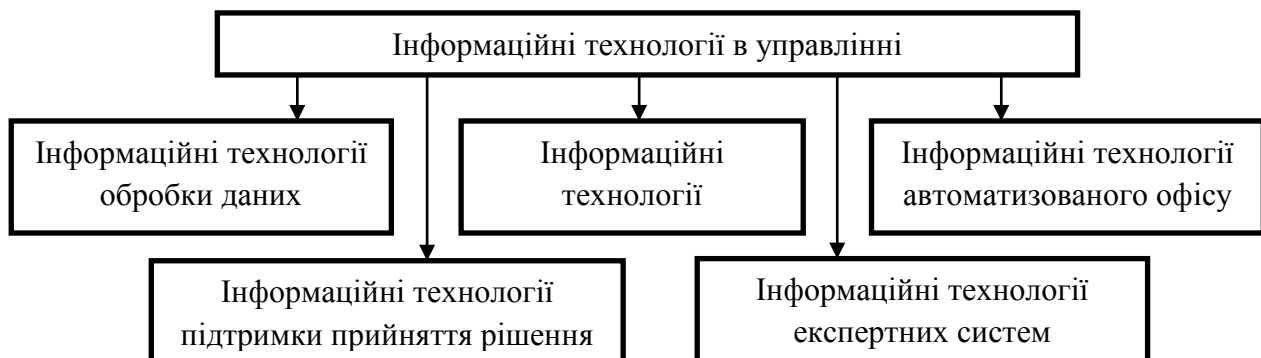 Інформаційні технології в управлінні
Інформаційні технології
обробки даних
Інформаційні
технології
Інформаційні технології
автоматизованого офісу
Інформаційні технології
підтримки прийняття рішення
Інформаційні технології
експертних систем